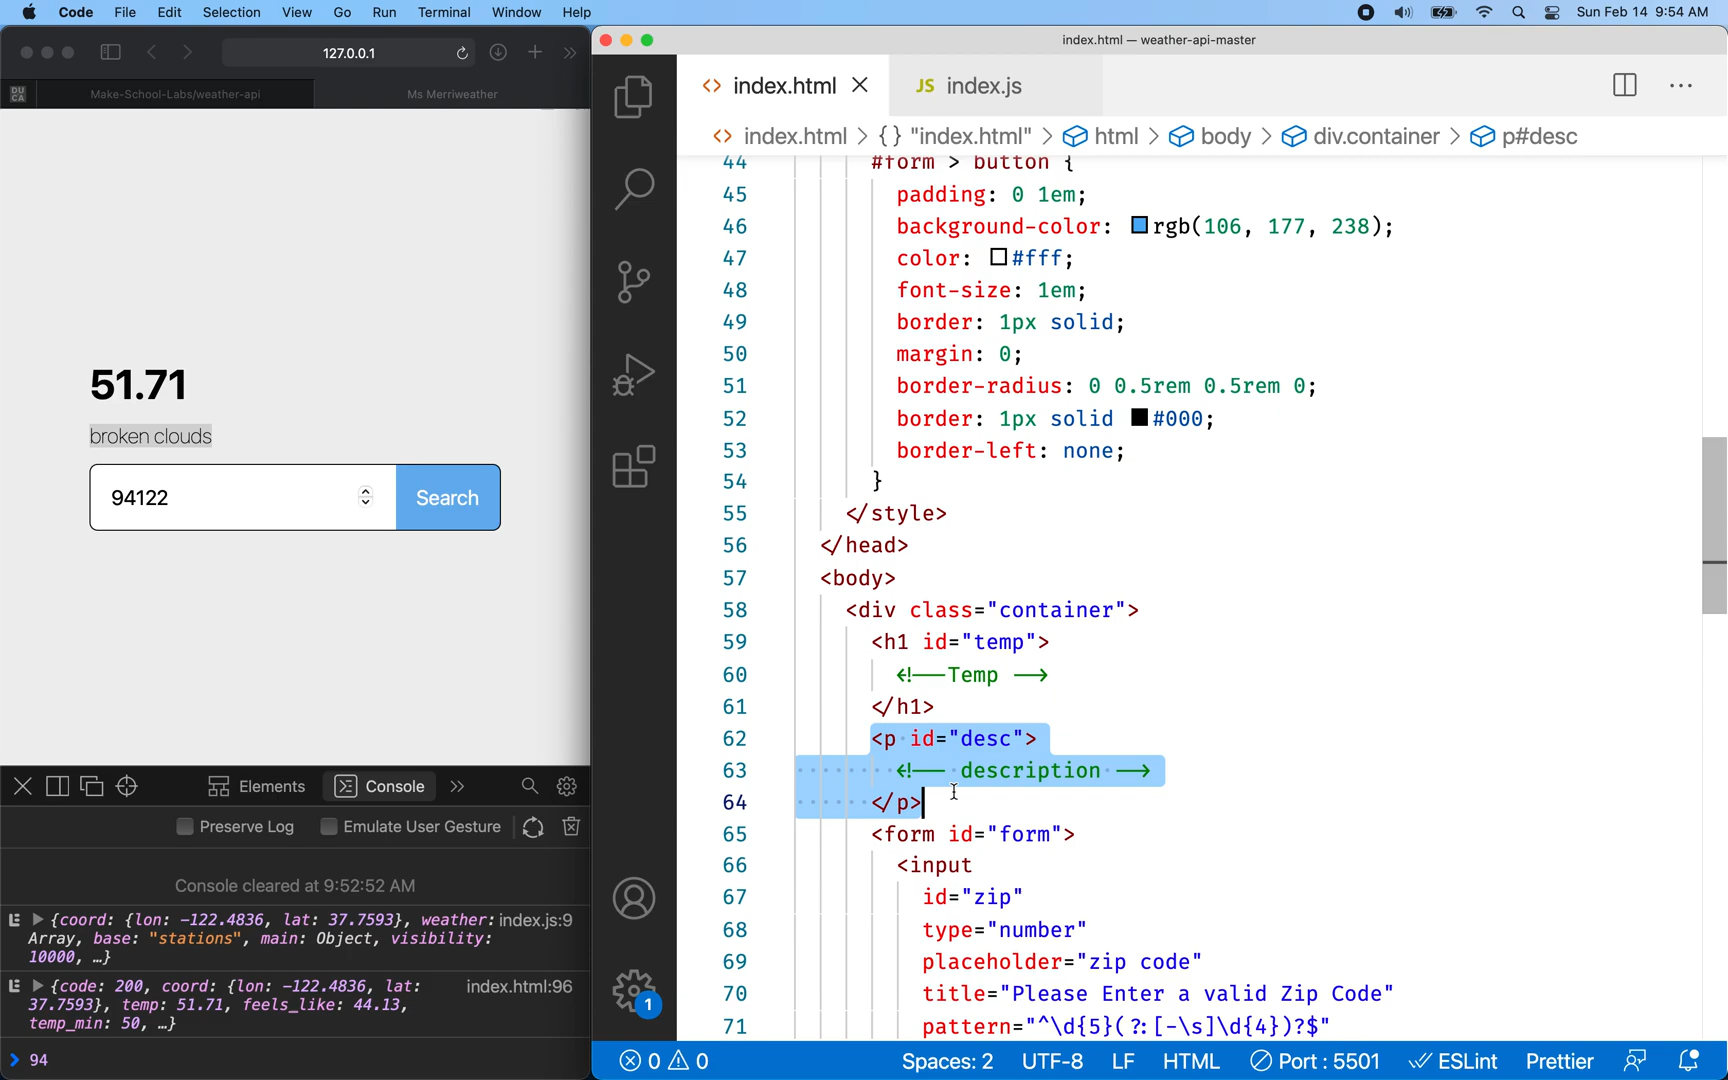 Code File Edit Selection View Go Run Terminal Window Help Sun Feb 14 9:54 AM
127.0.0.1
DU
CA
Make-School-Labs/weather-api Ms Merriweather
51.71
broken clouds
94122 Search
Elements Console
Preserve Log Emulate User Gesture
Console cleared at 9:52:52 AM
{coord: {lon: -122.4836, lat: 37.7593}, weather: index.js:9
Array, base: "stations", main: Object, visibility:
10000, …}
{code: 200, coord: {lon: -122.4836, lat: index.html:96
37.7593}, temp: 51.71, feels_like: 44.13,
temp_min: 50, …}
> 94
index.html — weather-api-master
<> index.html JS index.js
<> index.html > {} "index.html" > html > body > div.container > p#desc
44 #form > button {
45 padding: 0 1em;
46 background-color: rgb(106, 177, 238);
47 color: #fff;
48 font-size: 1em;
49 border: 1px solid;
50 margin: 0;
51 border-radius: 0 0.5rem 0.5rem 0;
52 border: 1px solid #000;
53 border-left: none;
54 }
55 </style>
56 </head>
57 <body>
58 <div class="container">
59 <h1 id="temp">
60 <!-- Temp -->
61 </h1>
62 <p id="desc">
63 <!-- description -->
64 </p>
65 <form id="form">
66 <input
67 id="zip"
68 type="number"
69 placeholder="zip code"
70 title="Please Enter a valid Zip Code"
71 pattern="^\d{5}(?:[-\s]\d{4})?$"
1
0 0 Spaces: 2 UTF-8 LF HTML Port : 5501 ESLint Prettier